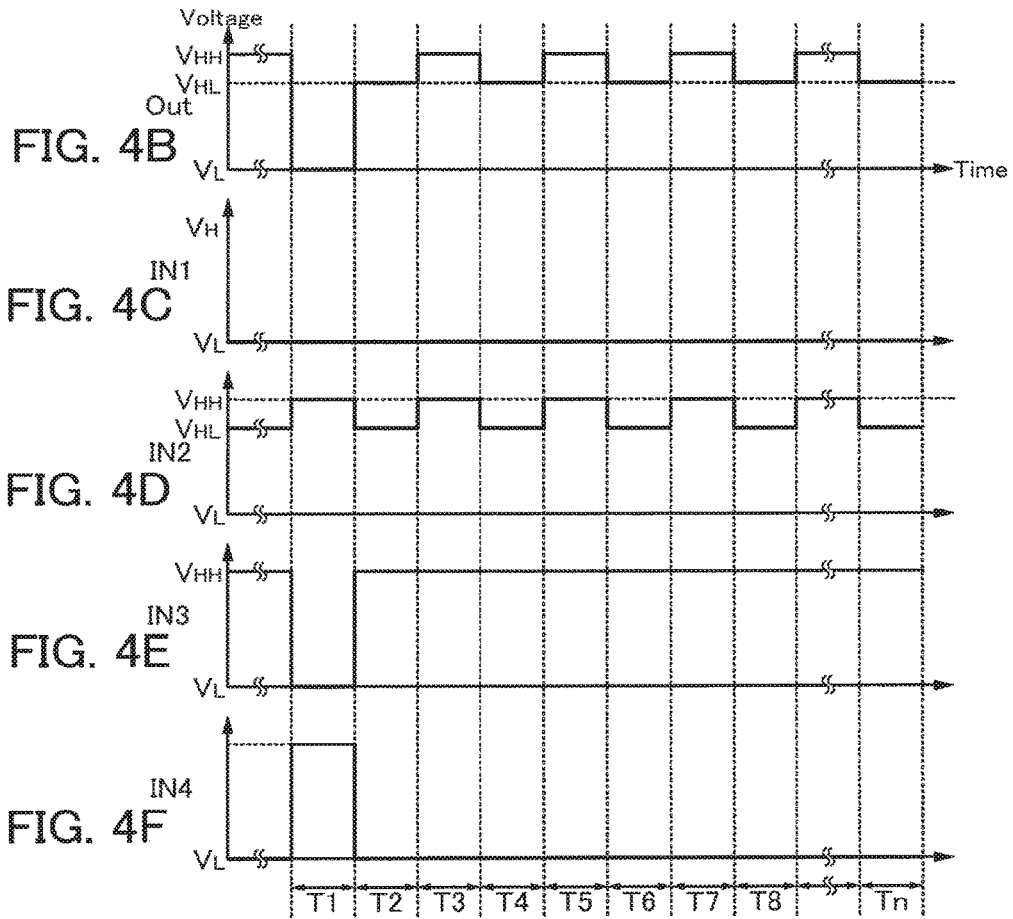 Voltage
VHH
VHL
Out
FIG. 4B
VL
Time
VH
IN1
FIG. 4C
VL
VHH
VHL
IN2
FIG. 4D
VL
VHH
IN3
FIG. 4E
VL
IN4
FIG. 4F
VL
T1 T2 T3 T4 T5 T6 T7 T8 Tn